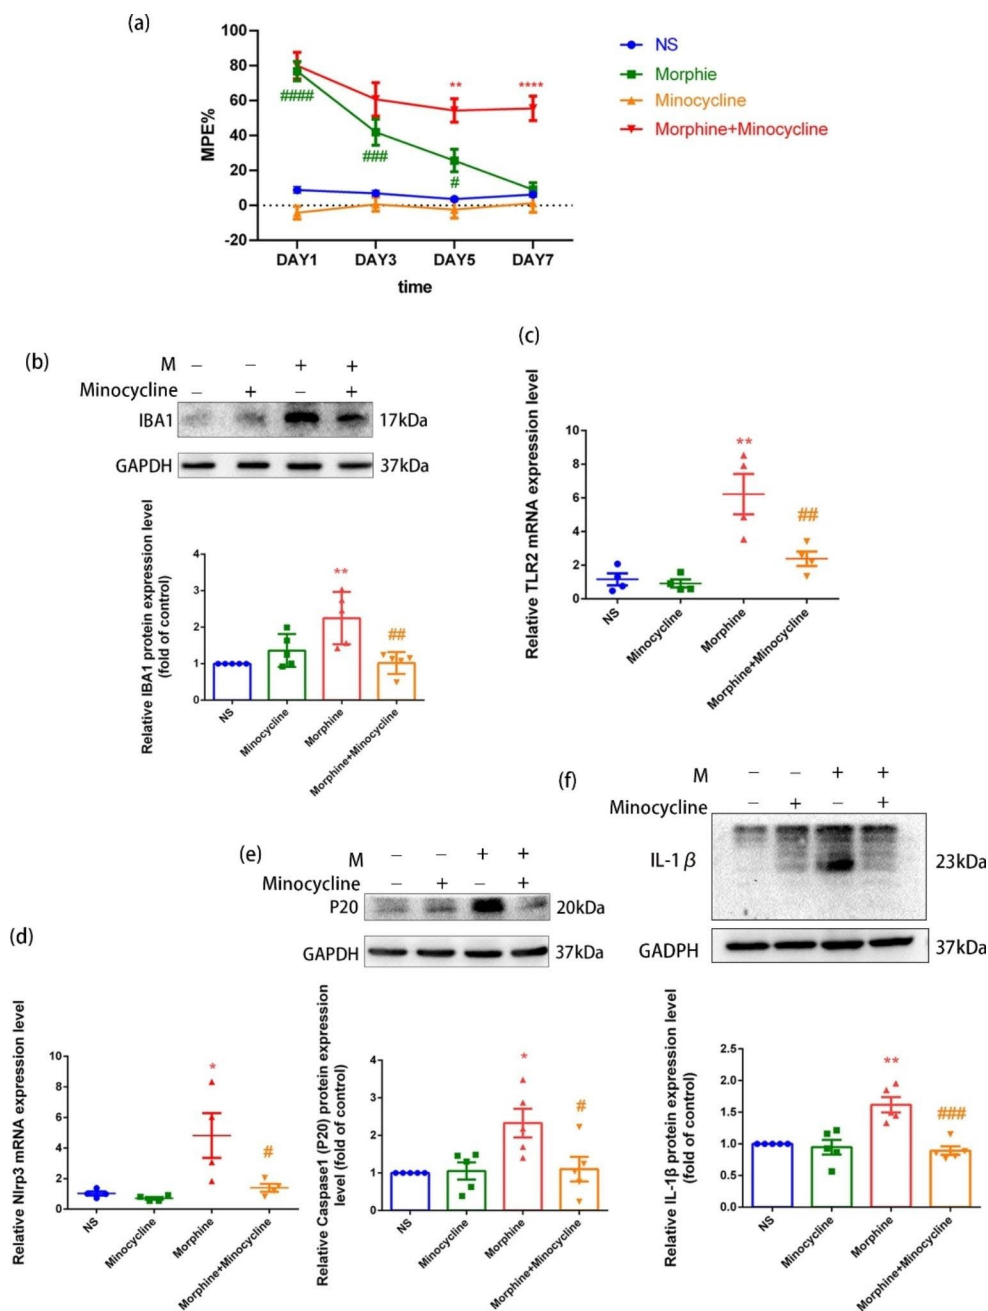 (a)
100
80
60
40
20
0
-20
MPE%
####
###
#
**
****
DAY1 DAY3 DAY5 DAY7
time
NS
Morphie
Minocycline
Morphine+Minocycline
(b)
M – – + +
Minocycline – + – +
IBA1 17kDa
GAPDH 37kDa
Relative IBA1 protein expression level
(fold of control)
4
3
2
1
0
**
##
NS Minocycline Morphine Morphine+Minocycline
(c)
Relative TLR2 mRNA expression level
10
8
6
4
2
0
**
##
NS Minocycline Morphine Morphine+Minocycline
(d)
Relative Nlrp3 mRNA expression level
10
8
6
4
2
0
*
#
NS Minocycline Morphine Morphine+Minocycline
(e)
M – – + +
Minocycline – + – +
P20 20kDa
GAPDH 37kDa
Relative Caspase1 (P20) protein expression
level (fold of control)
4
3
2
1
0
*
#
NS Minocycline Morphine Morphine+Minocycline
(f)
M – – + +
Minocycline – + – +
IL-1β 23kDa
GADPH 37kDa
Relative IL-1β protein expression level
(fold of control)
2.5
2.0
1.5
1.0
0.5
0.0
**
###
NS Minocycline Morphine Morphine+Minocycline